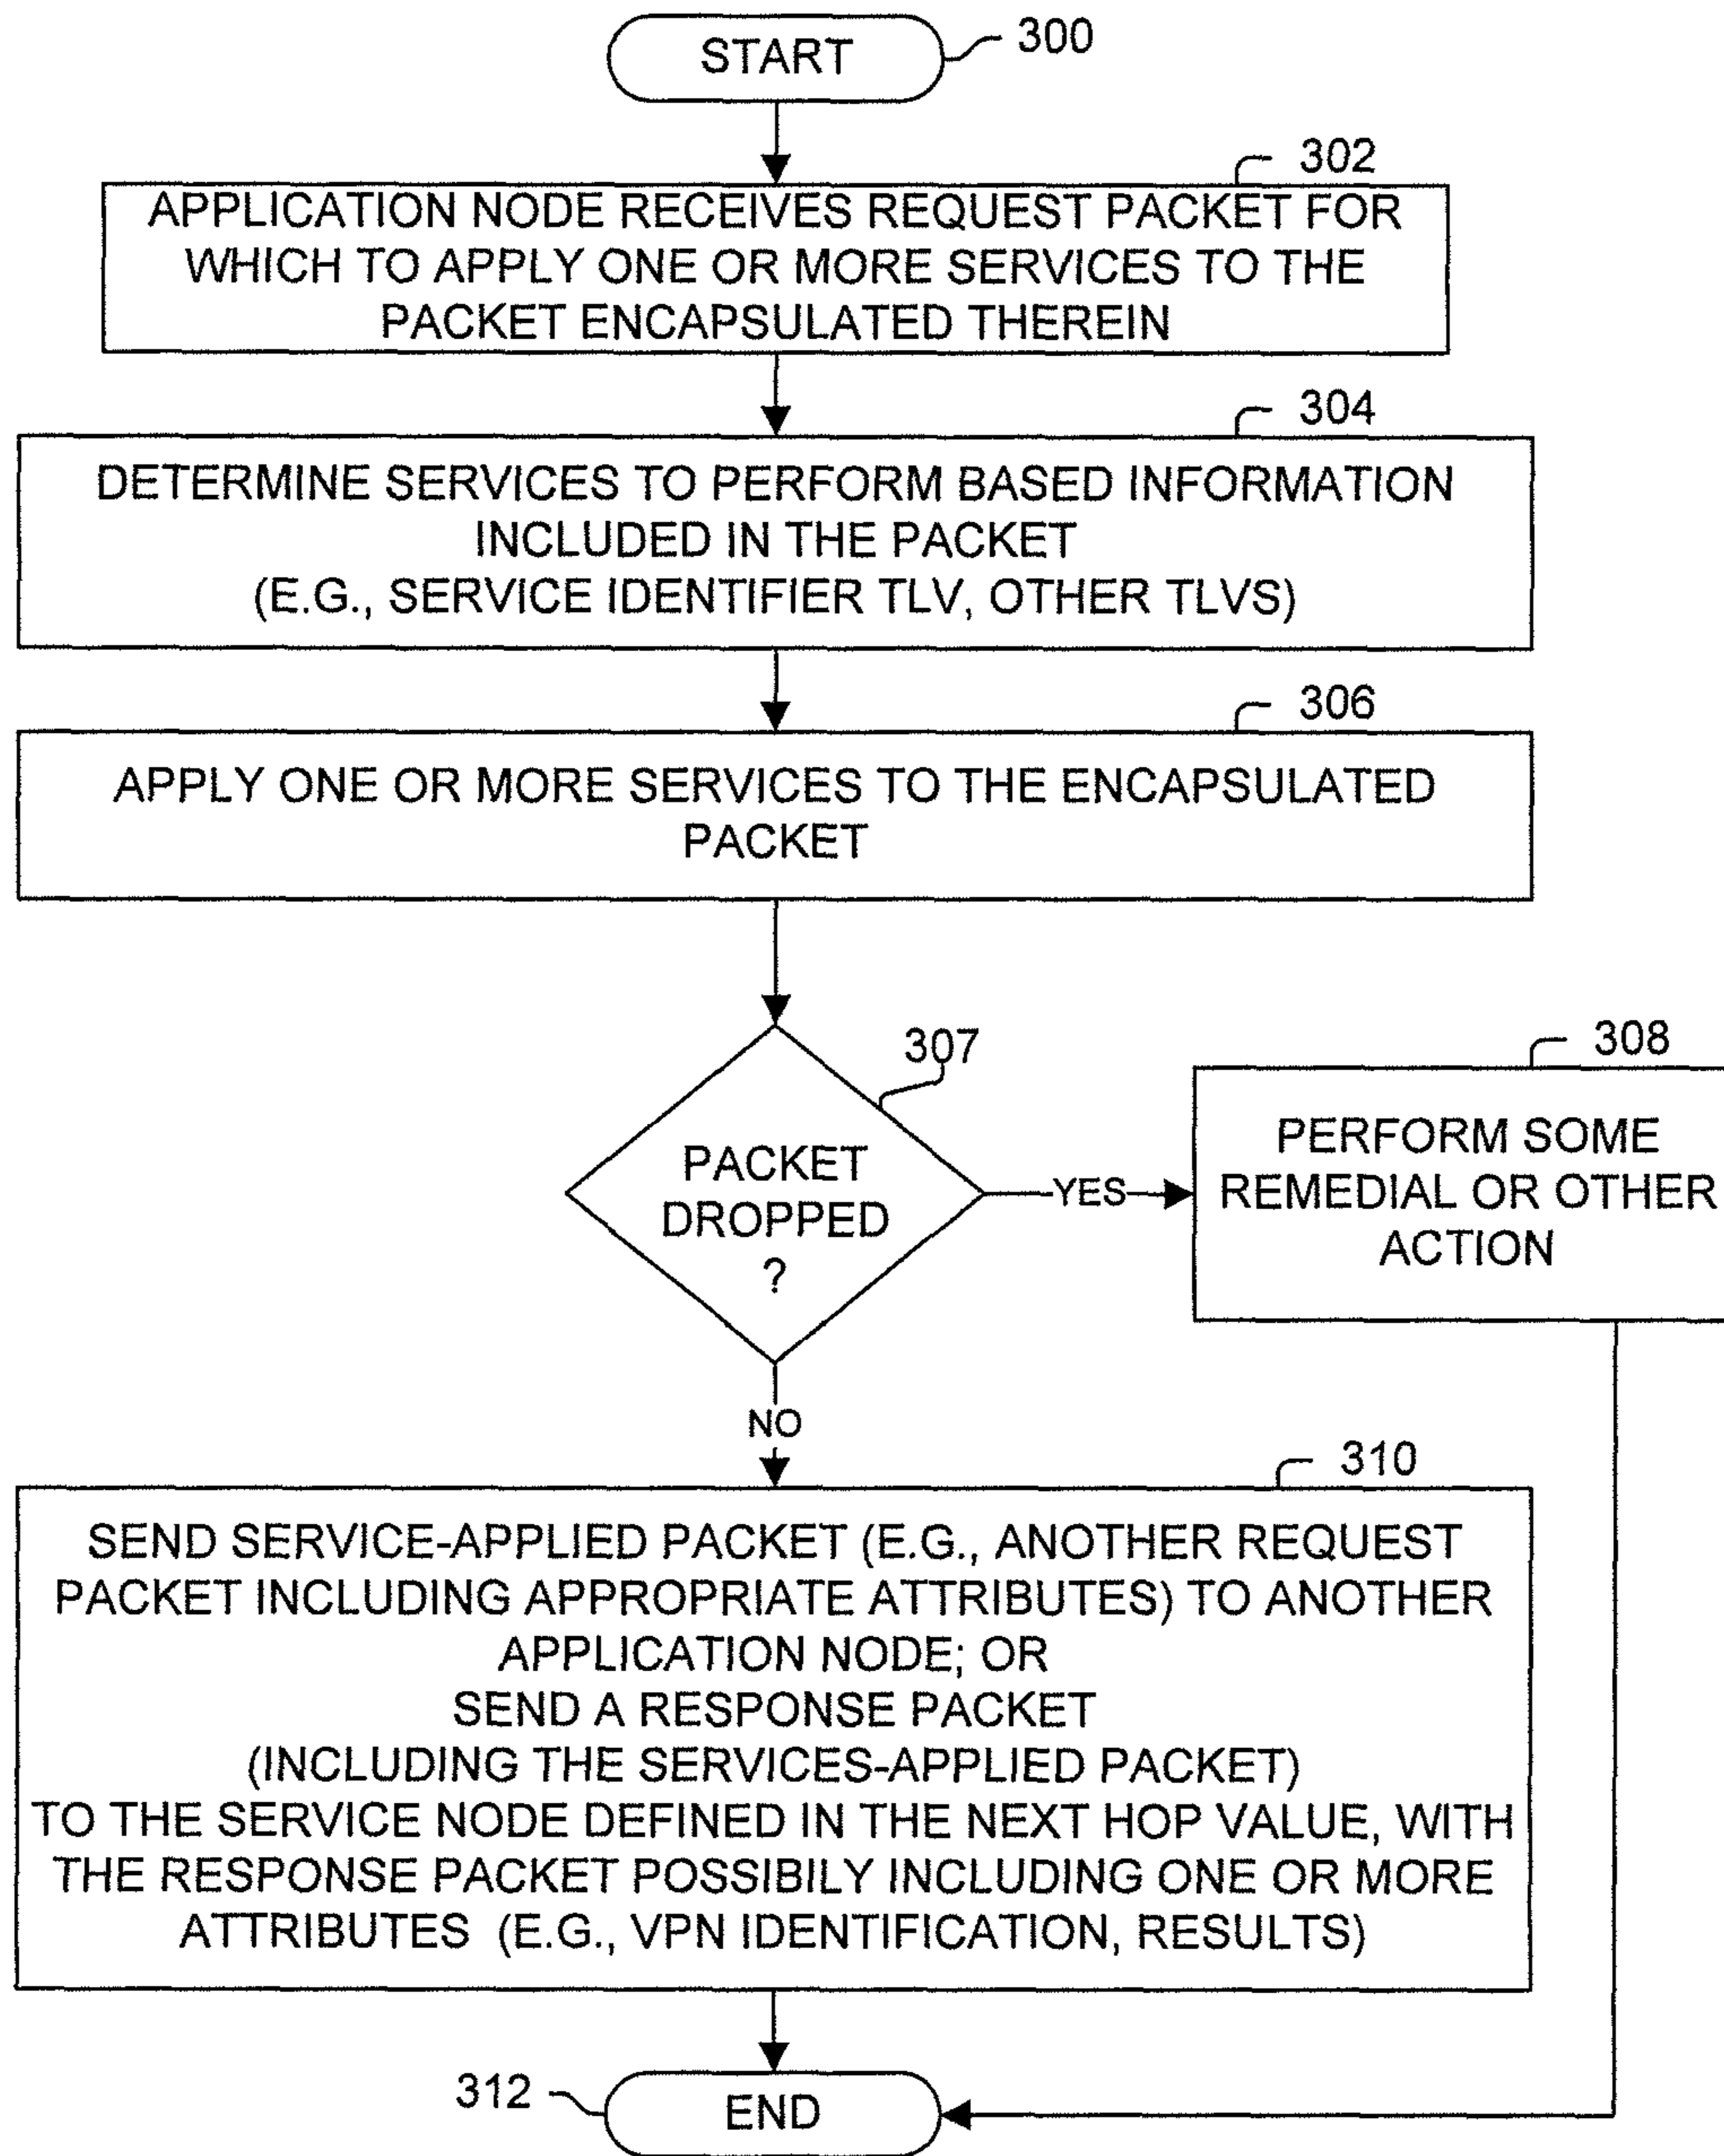 START
300
302
APPLICATION NODE RECEIVES REQUEST PACKET FOR
WHICH TO APPLY ONE OR MORE SERVICES TO THE
PACKET ENCAPSULATED THEREIN
304
DETERMINE SERVICES TO PERFORM BASED INFORMATION
INCLUDED IN THE PACKET
(E.G., SERVICE IDENTIFIER TLV, OTHER TLVS)
306
APPLY ONE OR MORE SERVICES TO THE ENCAPSULATED
PACKET
307
PACKET
DROPPED
?
YES
308
PERFORM SOME
REMEDIAL OR OTHER
ACTION
NO
310
SEND SERVICE-APPLIED PACKET (E.G., ANOTHER REQUEST
PACKET INCLUDING APPROPRIATE ATTRIBUTES) TO ANOTHER
APPLICATION NODE; OR
SEND A RESPONSE PACKET
(INCLUDING THE SERVICES-APPLIED PACKET)
TO THE SERVICE NODE DEFINED IN THE NEXT HOP VALUE, WITH
THE RESPONSE PACKET POSSIBILY INCLUDING ONE OR MORE
ATTRIBUTES (E.G., VPN IDENTIFICATION, RESULTS)
312
END